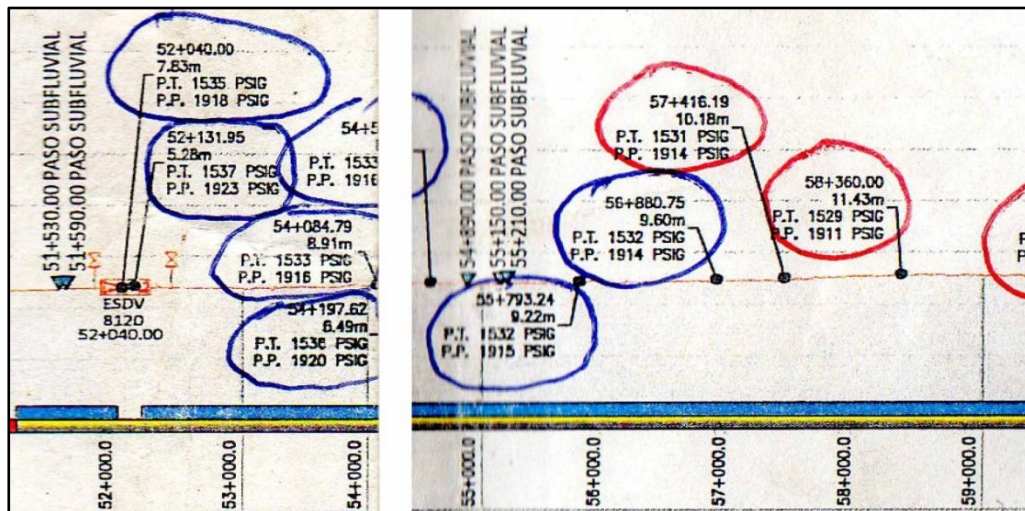 51+530.00 PASO SUBFLUVIAL
51+590.00 PASO SUBFLUVIAL
52+040.00
7.83m
P.T. 1535 PSIG
P.P. 1918 PSIG
52+131.95
5.28m
P.T. 1537 PSIG
P.P. 1923 PSIG
54+5
P.T. 1533
P.P. 1916
54+084.79
8.91m
P.T. 1533 PSIG
P.P. 1916 PSIG
54+197.62
6.49m
P.T. 1536 PSIG
P.P. 1920 PSIG
ESDV
812D
52+040.00
52+000.0
53+000.0
54+000.0
54+890.00 PASO SUBFLUVIAL
55+150.00 PASO SUBFLUVIAL
55+210.00 PASO SUBFLUVIAL
55+793.24
9.22m
P.T. 1532 PSIG
P.P. 1915 PSIG
56+880.75
9.60m
P.T. 1532 PSIG
P.P. 1914 PSIG
57+416.19
10.18m
P.T. 1531 PSIG
P.P. 1914 PSIG
58+360.00
11.43m
P.T. 1529 PSIG
P.P. 1911 PSIG
55+000.0
56+000.0
57+000.0
58+000.0
59+000.0